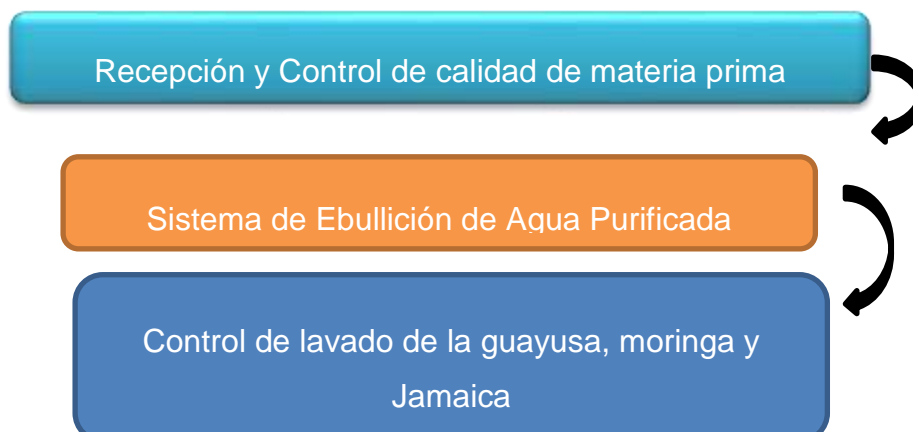 Recepción y Control de calidad de materia prima
Sistema de Ebullición de Agua Purificada
Control de lavado de la guayusa, moringa y
Jamaica